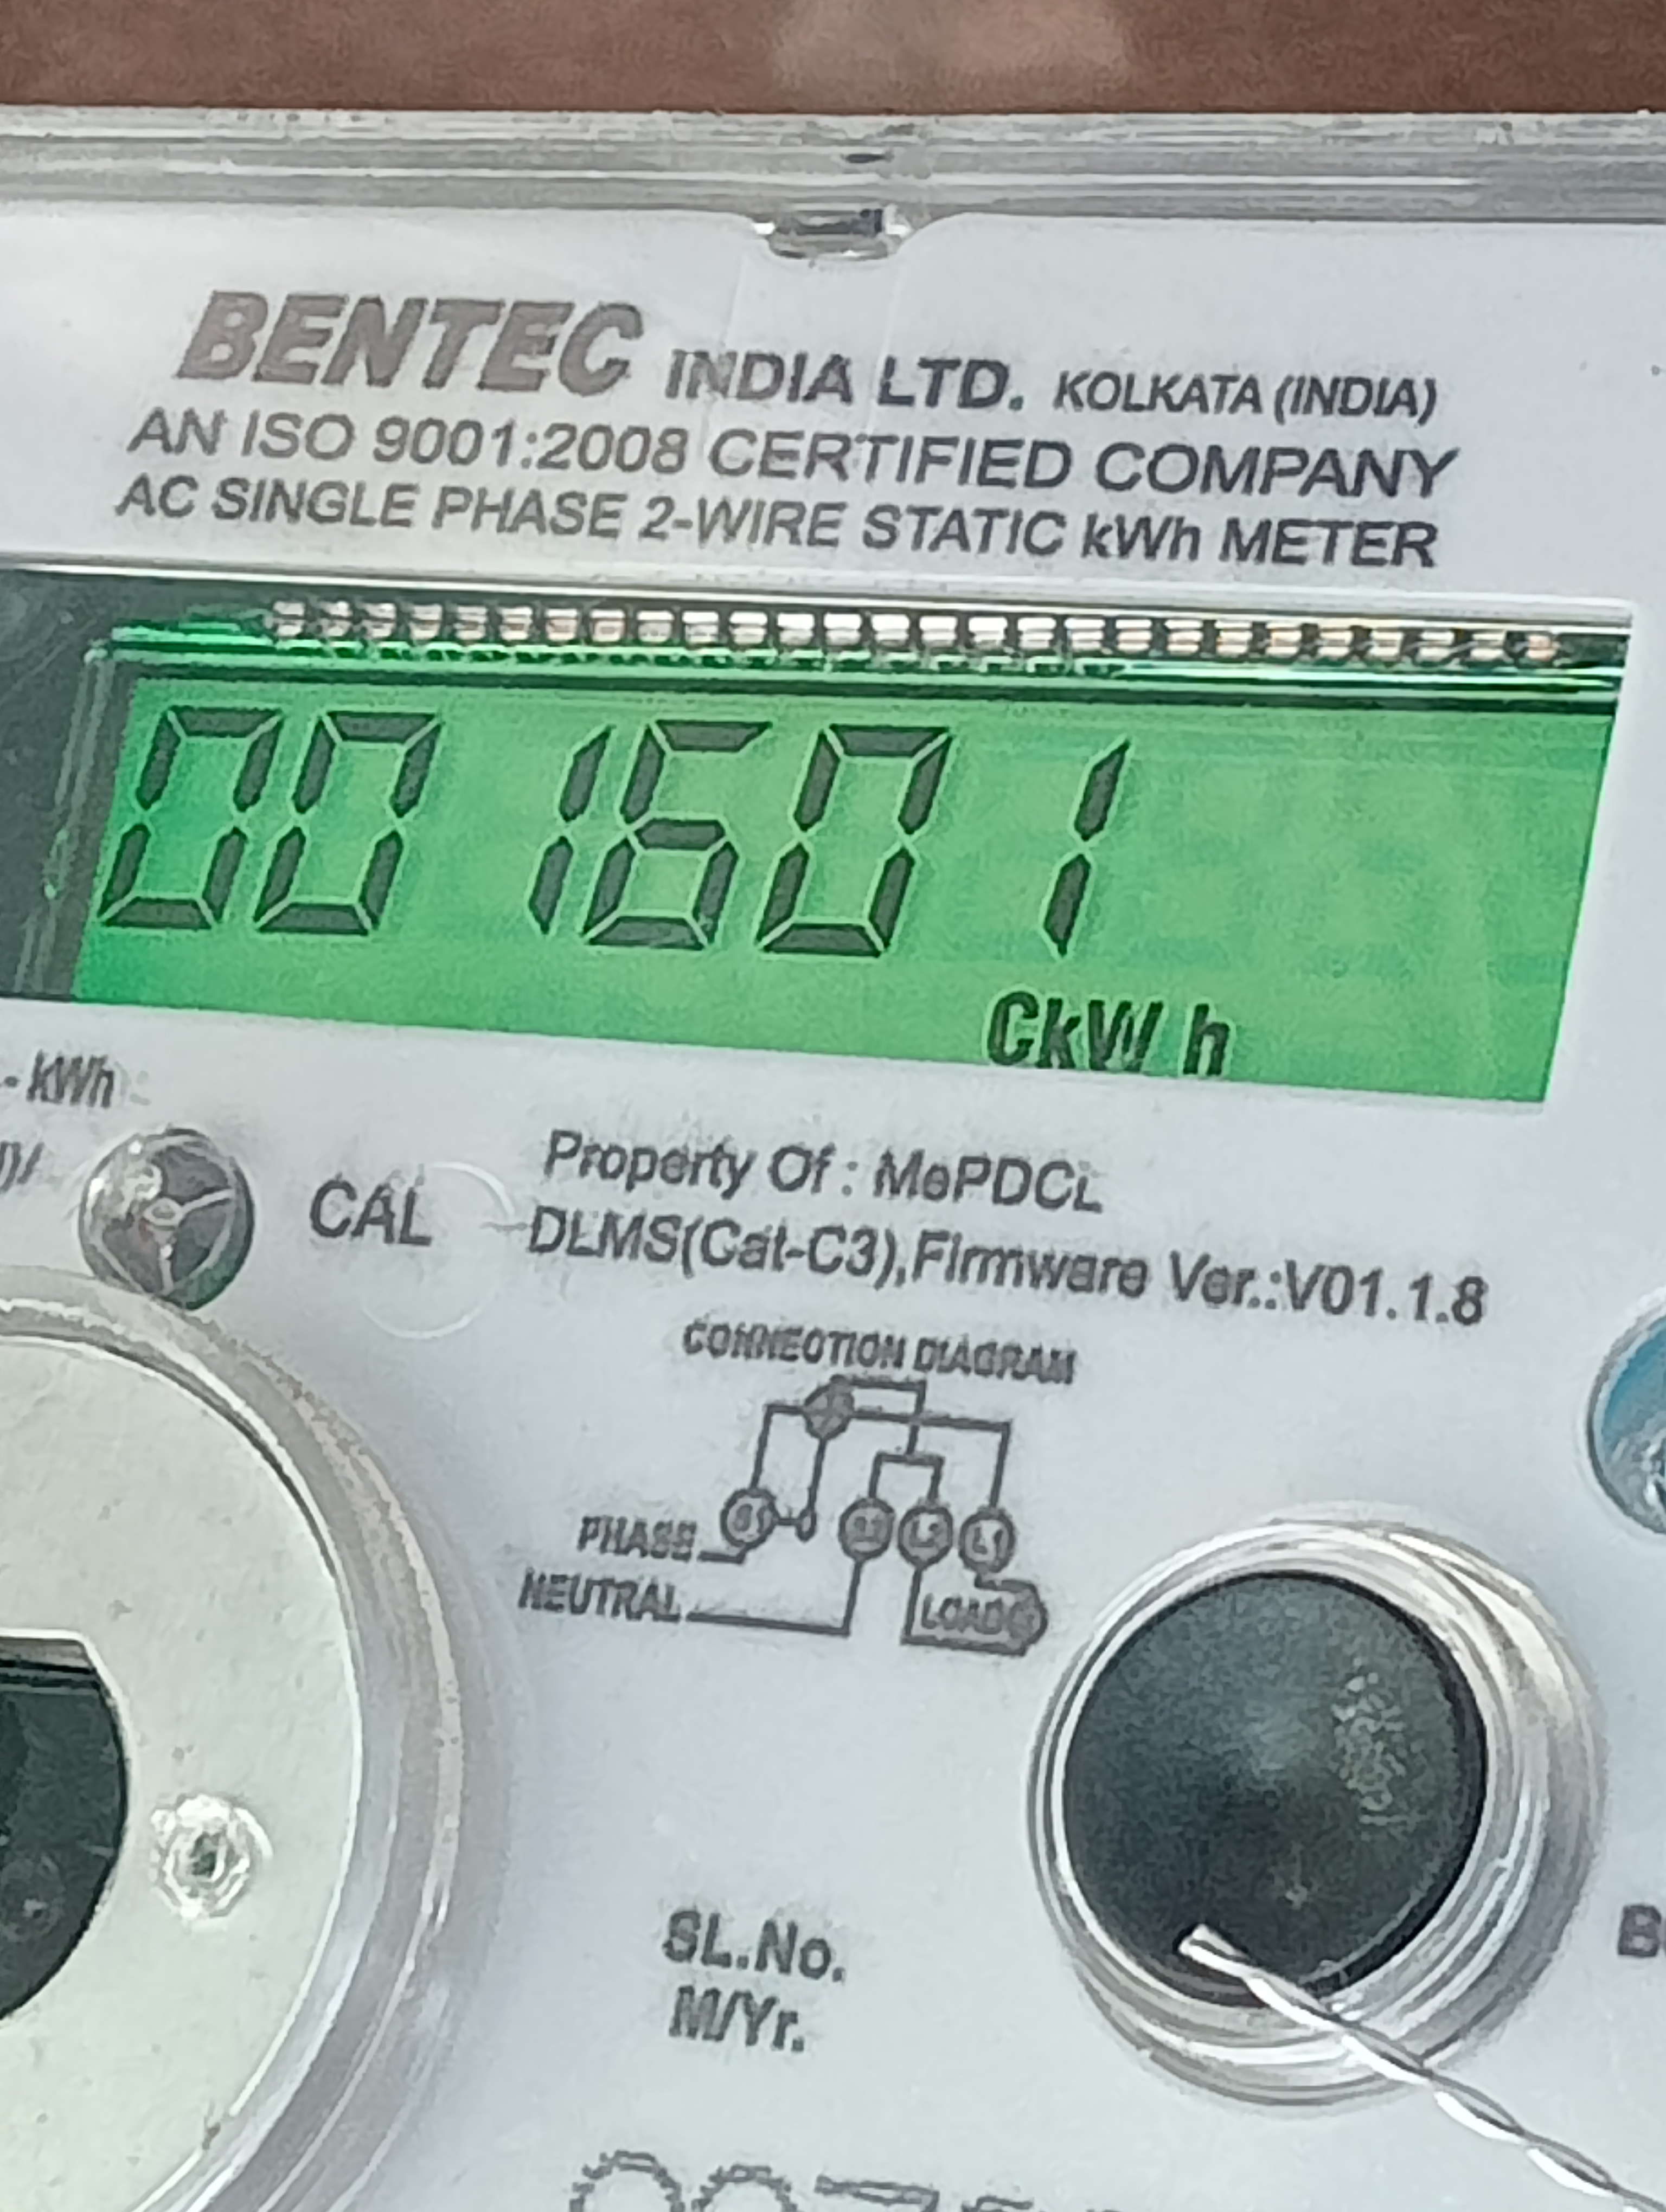 BENTEC INDIA LTD. KOLKATA (INDIA)
AN ISO 9001:2008 CERTIFIED COMPANY
AC SINGLE PHASE 2-WIRE STATIC kWh METER
001601
CkWh
- kWh
CAL
Property Of : MePDCL
DLMS(Cat-C3),Firmware Ver.:V01.1.8
CONNECTION DIAGRAM
PHASE
NEUTRAL
LOAD
SL.No.
M/Yr.